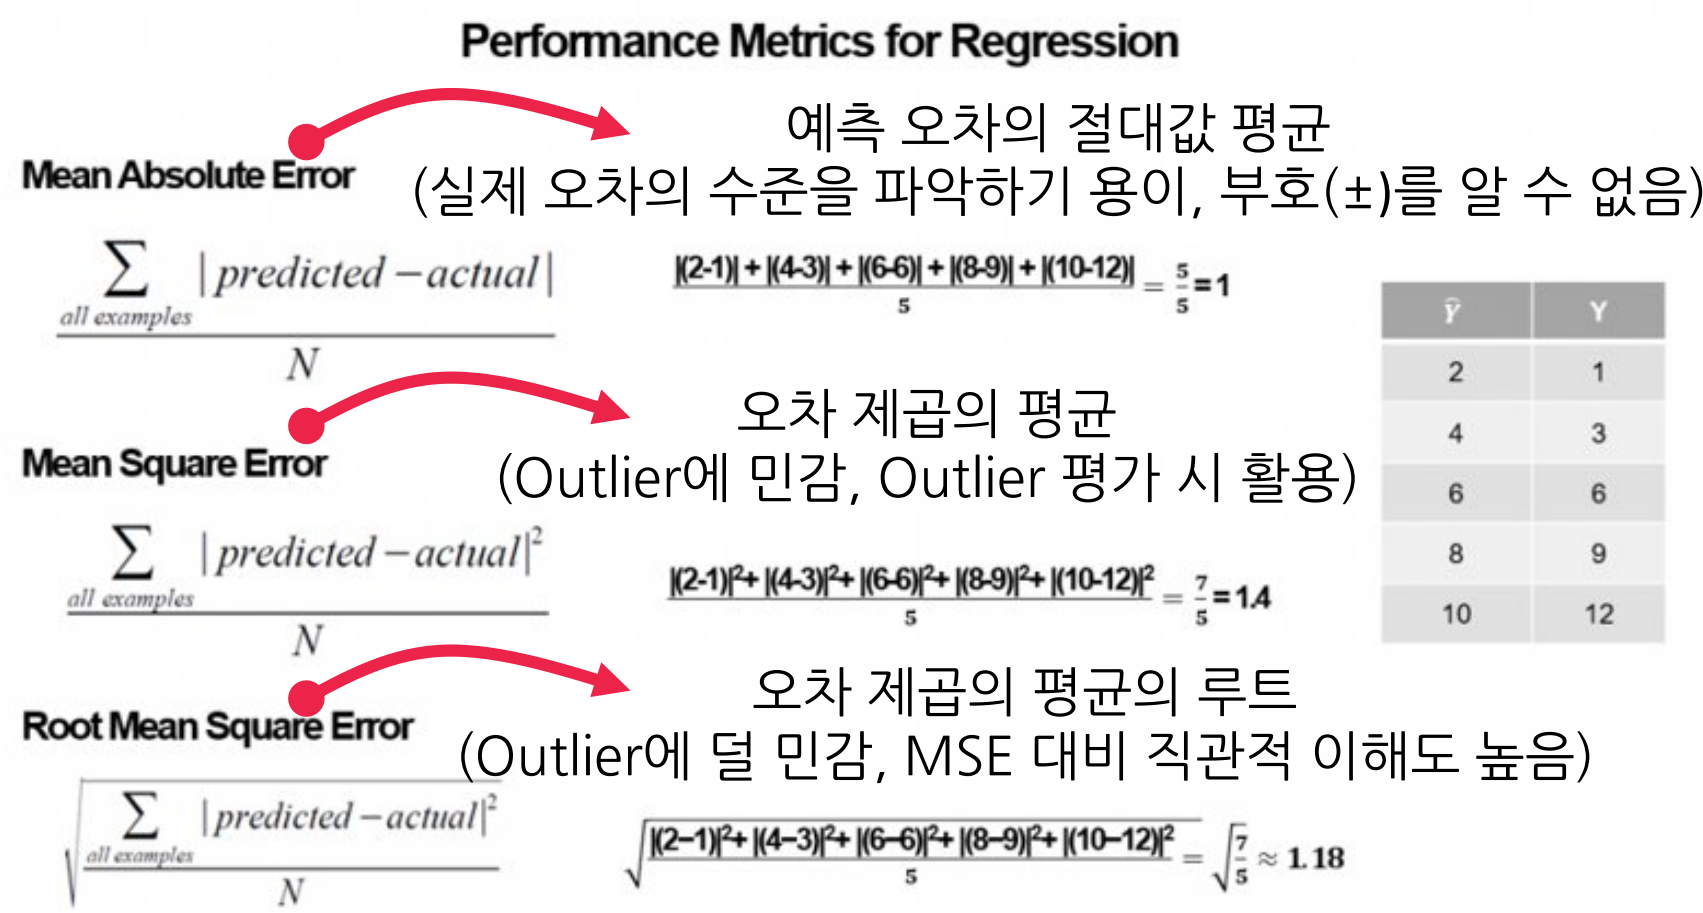 Performance Metrics for Regression
Mean Absolute Error
예측 오차의 절대값 평균
(실제 오차의 수준을 파악하기 용이, 부호(±)를 알 수 없음)
∑ |predicted – actual|
all examples
N
|(2-1)| + |(4-3)| + |(6-6)| + |(8-9)| + |(10-12)|
5
= 5/5 = 1
Ŷ Y
2 1
4 3
6 6
8 9
10 12
Mean Square Error
오차 제곱의 평균
(Outlier에 민감, Outlier 평가 시 활용)
∑ |predicted – actual|²
all examples
N
|(2-1)|²+ |(4-3)|²+ |(6-6)|²+ |(8-9)|²+ |(10-12)|²
5
= 7/5 = 1.4
Root Mean Square Error
오차 제곱의 평균의 루트
(Outlier에 덜 민감, MSE 대비 직관적 이해도 높음)
√ ∑ |predicted – actual|²
all examples
N
√ |(2−1)|²+ |(4−3)|²+ |(6−6)|²+ |(8−9)|²+ |(10−12)|²
5
= √7/5 ≈ 1.18